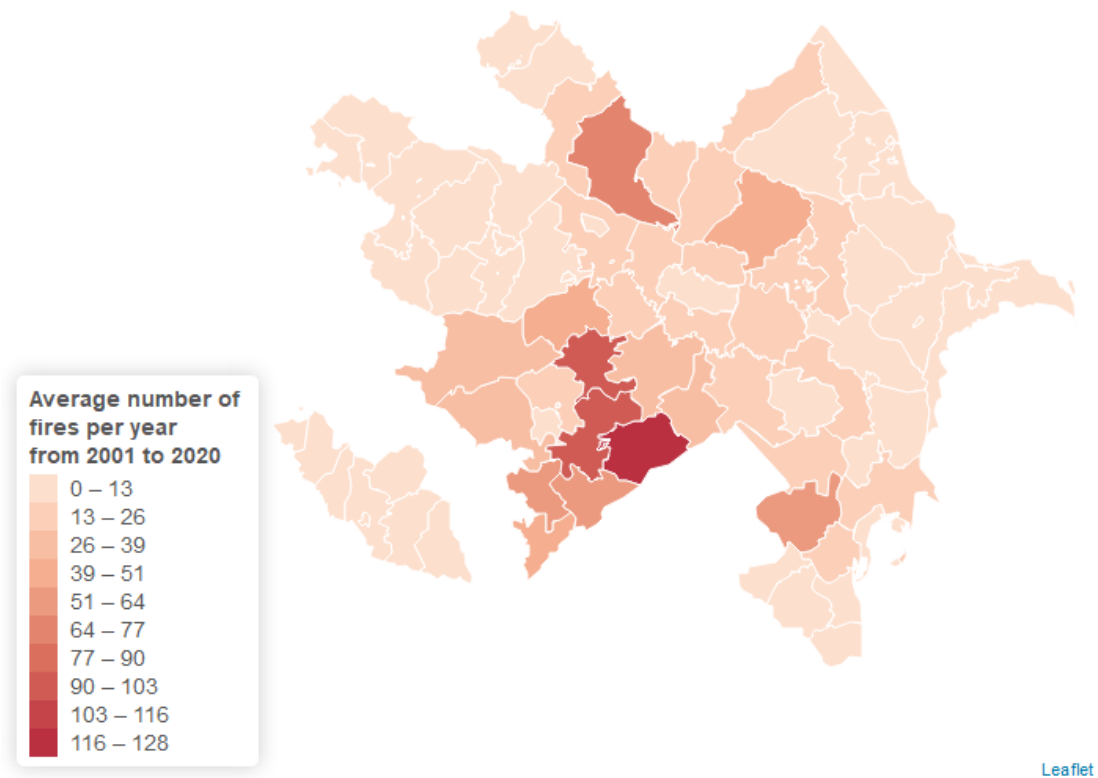 Average number of
fires per year
from 2001 to 2020
0 – 13
13 – 26
26 – 39
39 – 51
51 – 64
64 – 77
77 – 90
90 – 103
103 – 116
116 – 128
Leaflet